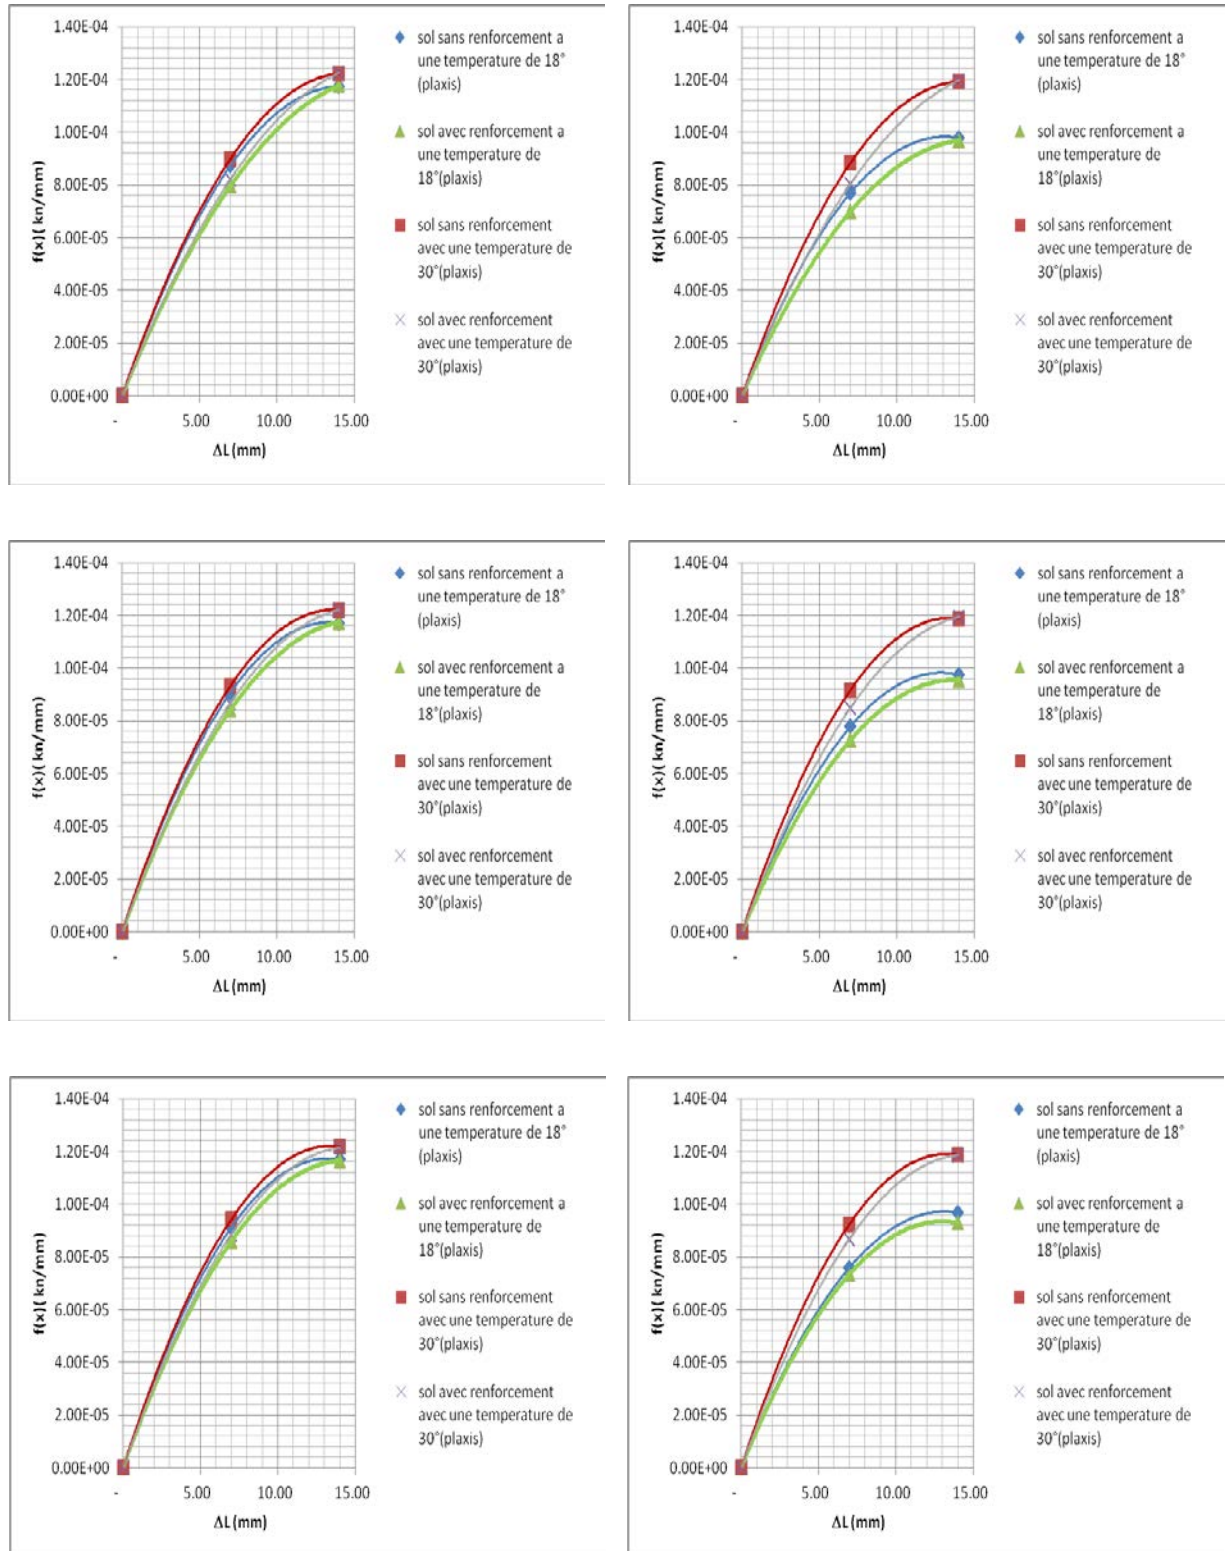 1.40E-04
1.20E-04
1.00E-04
8.00E-05
6.00E-05
4.00E-05
2.00E-05
0.00E+00
f(x)( kn/mm)
- 5.00 10.00 15.00
ΔL (mm)
sol sans renforcement a
une temperature de 18°
(plaxis)
sol avec renforcement a
une temperature de
18°(plaxis)
sol sans renforcement
avec une temperature de
30°(plaxis)
sol avec renforcement
avec une temperature de
30°(plaxis)
1.40E-04
1.20E-04
1.00E-04
8.00E-05
6.00E-05
4.00E-05
2.00E-05
0.00E+00
f(x)( kn/mm)
- 5.00 10.00 15.00
ΔL (mm)
sol sans renforcement a
une temperature de 18°
(plaxis)
sol avec renforcement a
une temperature de
18°(plaxis)
sol sans renforcement
avec une temperature de
30°(plaxis)
sol avec renforcement
avec une temperature de
30°(plaxis)
1.40E-04
1.20E-04
1.00E-04
8.00E-05
6.00E-05
4.00E-05
2.00E-05
0.00E+00
f(x)( kn/mm)
- 5.00 10.00 15.00
ΔL (mm)
sol sans renforcement a
une temperature de 18°
(plaxis)
sol avec renforcement a
une temperature de
18°(plaxis)
sol sans renforcement
avec une temperature de
30°(plaxis)
sol avec renforcement
avec une temperature de
30°(plaxis)
1.40E-04
1.20E-04
1.00E-04
8.00E-05
6.00E-05
4.00E-05
2.00E-05
0.00E+00
f(x)( kn/mm)
- 5.00 10.00 15.00
ΔL (mm)
sol sans renforcement a
une temperature de 18°
(plaxis)
sol avec renforcement a
une temperature de
18°(plaxis)
sol sans renforcement
avec une temperature de
30°(plaxis)
sol avec renforcement
avec une temperature de
30°(plaxis)
1.40E-04
1.20E-04
1.00E-04
8.00E-05
6.00E-05
4.00E-05
2.00E-05
0.00E+00
f(x)( kn/mm)
- 5.00 10.00 15.00
ΔL (mm)
sol sans renforcement a
une temperature de 18°
(plaxis)
sol avec renforcement a
une temperature de
18°(plaxis)
sol sans renforcement
avec une temperature de
30°(plaxis)
sol avec renforcement
avec une temperature de
30°(plaxis)
1.40E-04
1.20E-04
1.00E-04
8.00E-05
6.00E-05
4.00E-05
2.00E-05
0.00E+00
f(x)( kn/mm)
- 5.00 10.00 15.00
ΔL (mm)
sol sans renforcement a
une temperature de 18°
(plaxis)
sol avec renforcement a
une temperature de
18°(plaxis)
sol sans renforcement
avec une temperature de
30°(plaxis)
sol avec renforcement
avec une temperature de
30°(plaxis)